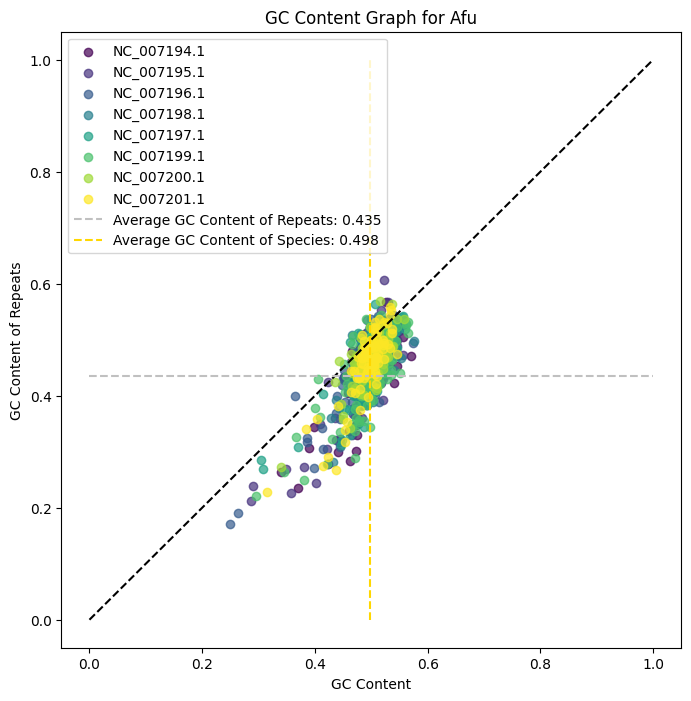 GC Content Graph for Afu
NC_007194.1
NC_007195.1
NC_007196.1
NC_007198.1
NC_007197.1
NC_007199.1
NC_007200.1
NC_007201.1
Average GC Content of Repeats: 0.435
Average GC Content of Species: 0.498
GC Content of Repeats
1.0
0.8
0.6
0.4
0.2
0.0
0.0 0.2 0.4 0.6 0.8 1.0
GC Content